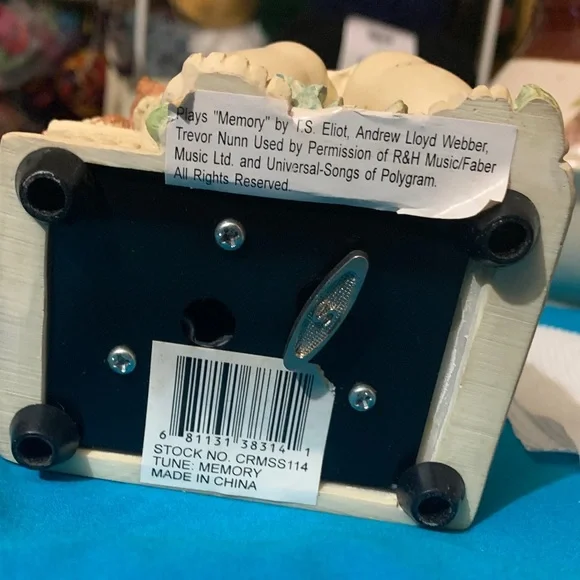 Plays "Memory" by T.S. Eliot, Andrew Lloyd Webber,
Trevor Nunn Used by Permission of R&H Music/Faber
Music Ltd. and Universal-Songs of Polygram.
All Rights Reserved.
6 81131 38314 1
STOCK NO. CRMSS114
TUNE: MEMORY
MADE IN CHINA